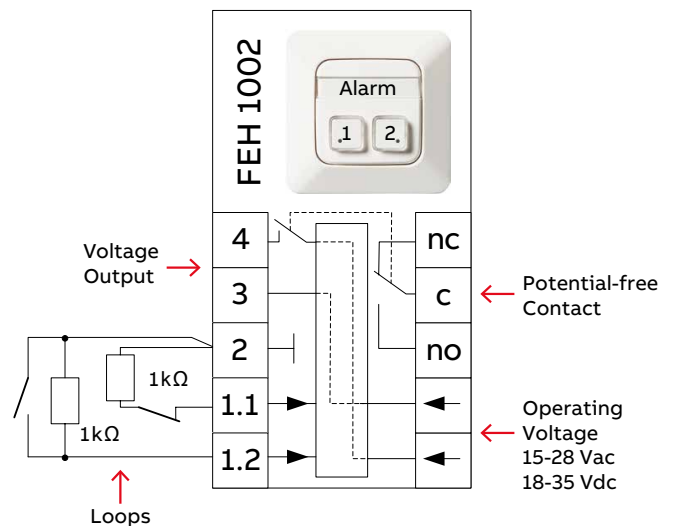 FEH 1002
Alarm
1
2
4
nc
Voltage
Output
3
c
Potential-free
Contact
2
no
1kΩ
1.1
1kΩ
1.2
Operating
Voltage
15-28 Vac
18-35 Vdc
Loops